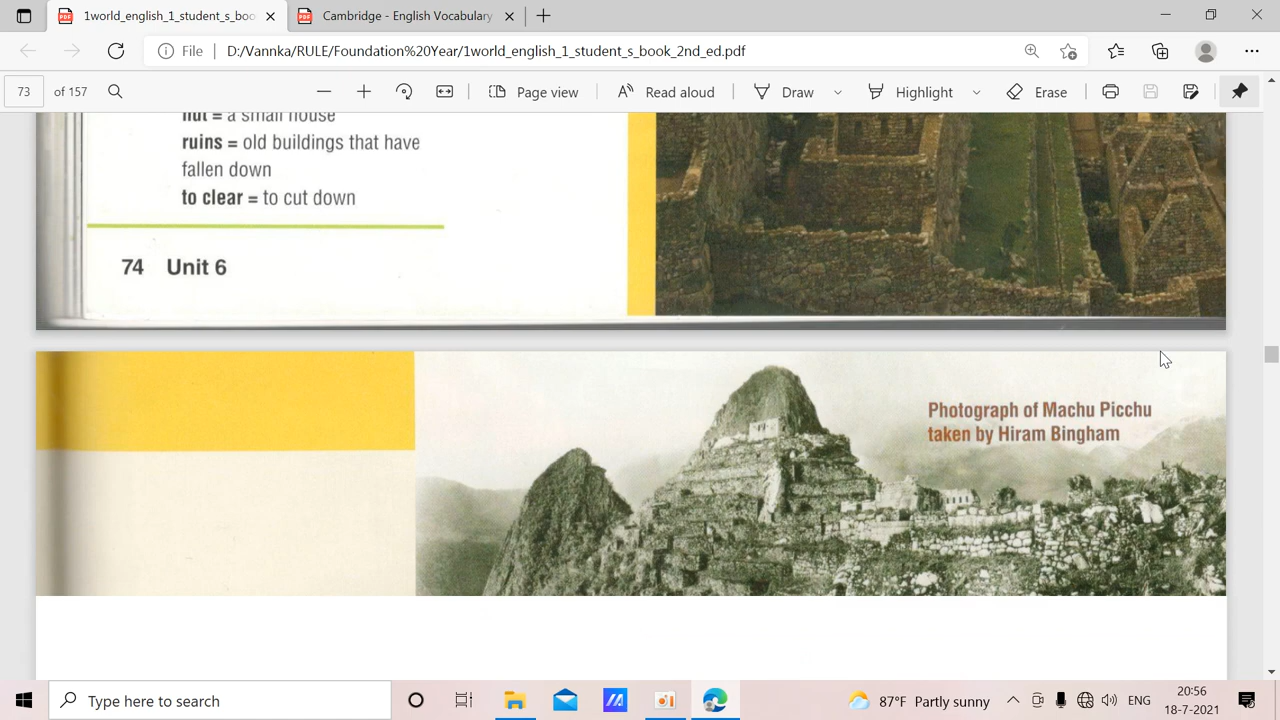 1world_english_1_student_s_boo
Cambridge - English Vocabulary
File
D:/Vannka/RULE/Foundation%20Year/1world_english_1_student_s_book_2nd_ed.pdf
73 of 157
Page view
Read aloud
Draw
Highlight
Erase
hut = a small house
ruins = old buildings that have
fallen down
to clear = to cut down
74 Unit 6
Photograph of Machu Picchu
taken by Hiram Bingham
Type here to search
87°F Partly sunny
ENG
20:56
18-7-2021